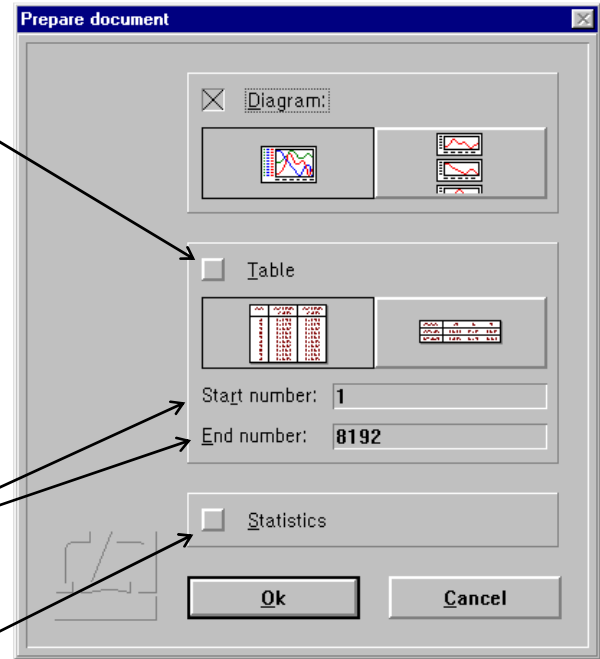 Prepare document
Diagram:
Table
Start number: 1
End number: 8192
Statistics
Ok Cancel